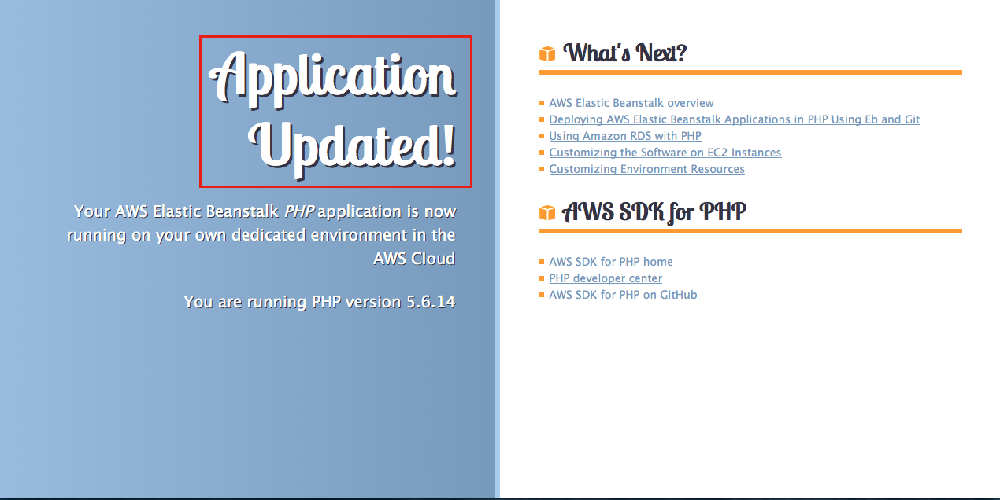 Application
Updated!
Your AWS Elastic Beanstalk PHP application is now
running on your own dedicated environment in the
AWS Cloud
You are running PHP version 5.6.14
What's Next?
AWS Elastic Beanstalk overview
Deploying AWS Elastic Beanstalk Applications in PHP Using Eb and Git
Using Amazon RDS with PHP
Customizing the Software on EC2 Instances
Customizing Environment Resources
AWS SDK for PHP
AWS SDK for PHP home
PHP developer center
AWS SDK for PHP on GitHub